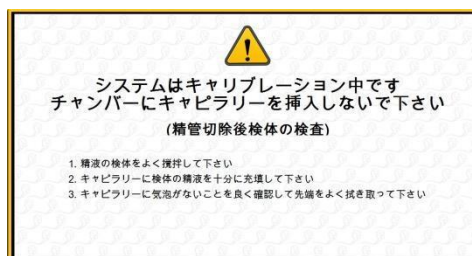 システムはキャリブレーション中です
チャンバーにキャピラリーを挿入しないで下さい
(精管切除後検体の検査)
1. 精液の検体をよく攪拌して下さい
2. キャピラリーに検体の精液を十分に充填して下さい
3. キャピラリーに気泡がないことを良く確認して先端をよく拭き取って下さい